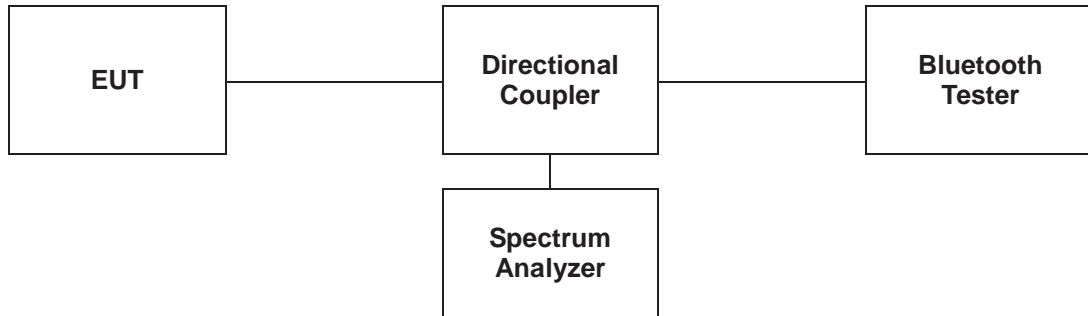 EUT
Directional
Coupler
Bluetooth
Tester
Spectrum
Analyzer